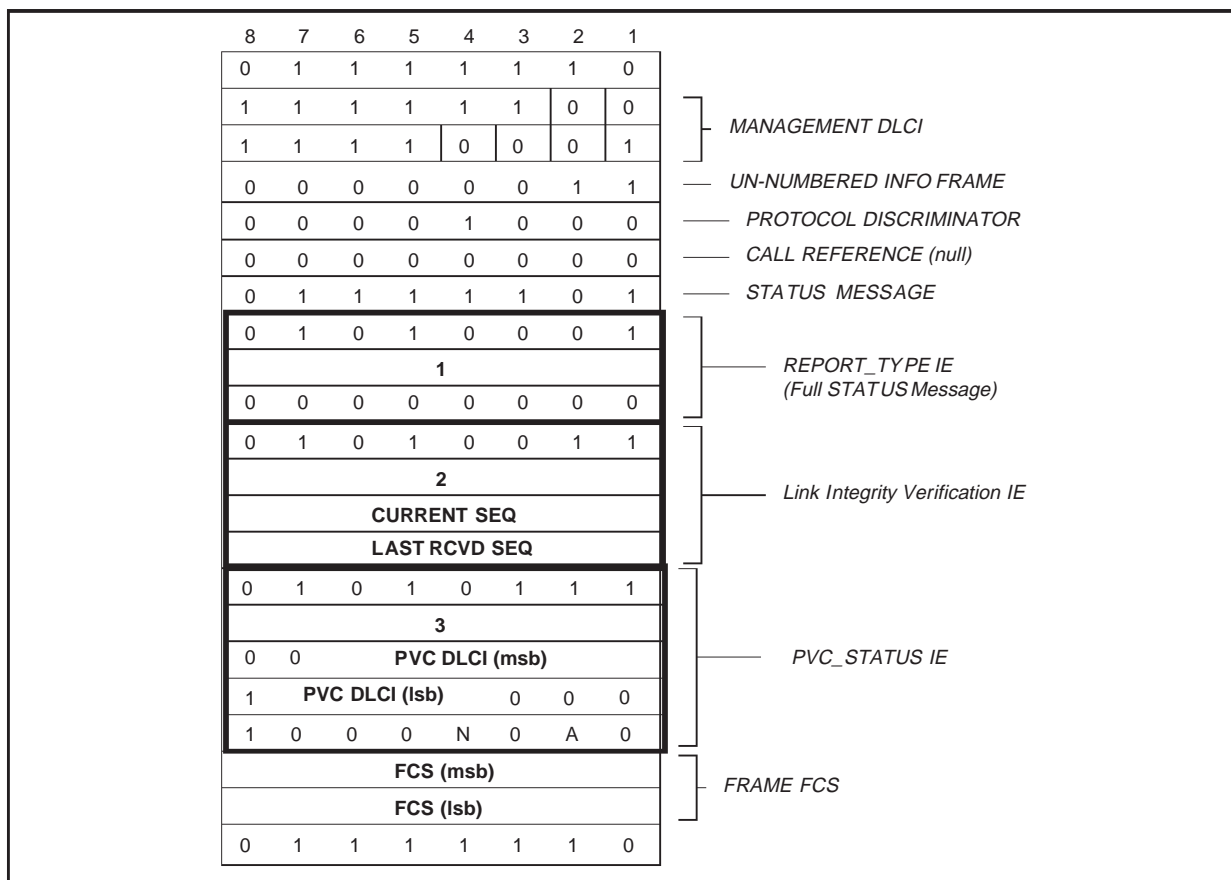 8 7 6 5 4 3 2 1
0 1 1 1 1 1 1 0
1 1 1 1 1 1 0 0
MANAGEMENT DLCI
1 1 1 1 0 0 0 1
0 0 0 0 0 0 1 1 UN-NUMBERED INFO FRAME
0 0 0 0 1 0 0 0 PROTOCOL DISCRIMINATOR
0 0 0 0 0 0 0 0 CALL REFERENCE (null)
0 1 1 1 1 1 0 1 STATUS MESSAGE
0 1 0 1 0 0 0 1
1 REPORT_TYPE IE
(Full STATUS Message)
0 0 0 0 0 0 0 0
0 1 0 1 0 0 1 1
2
Link Integrity Verification IE
CURRENT SEQ
LAST RCVD SEQ
0 1 0 1 0 1 1 1
3
0 0 PVC DLCI (msb) PVC_STATUS IE
1 PVC DLCI (lsb) 0 0 0
1 0 0 0 N 0 A 0
FCS (msb)
FRAME FCS
FCS (lsb)
0 1 1 1 1 1 1 0